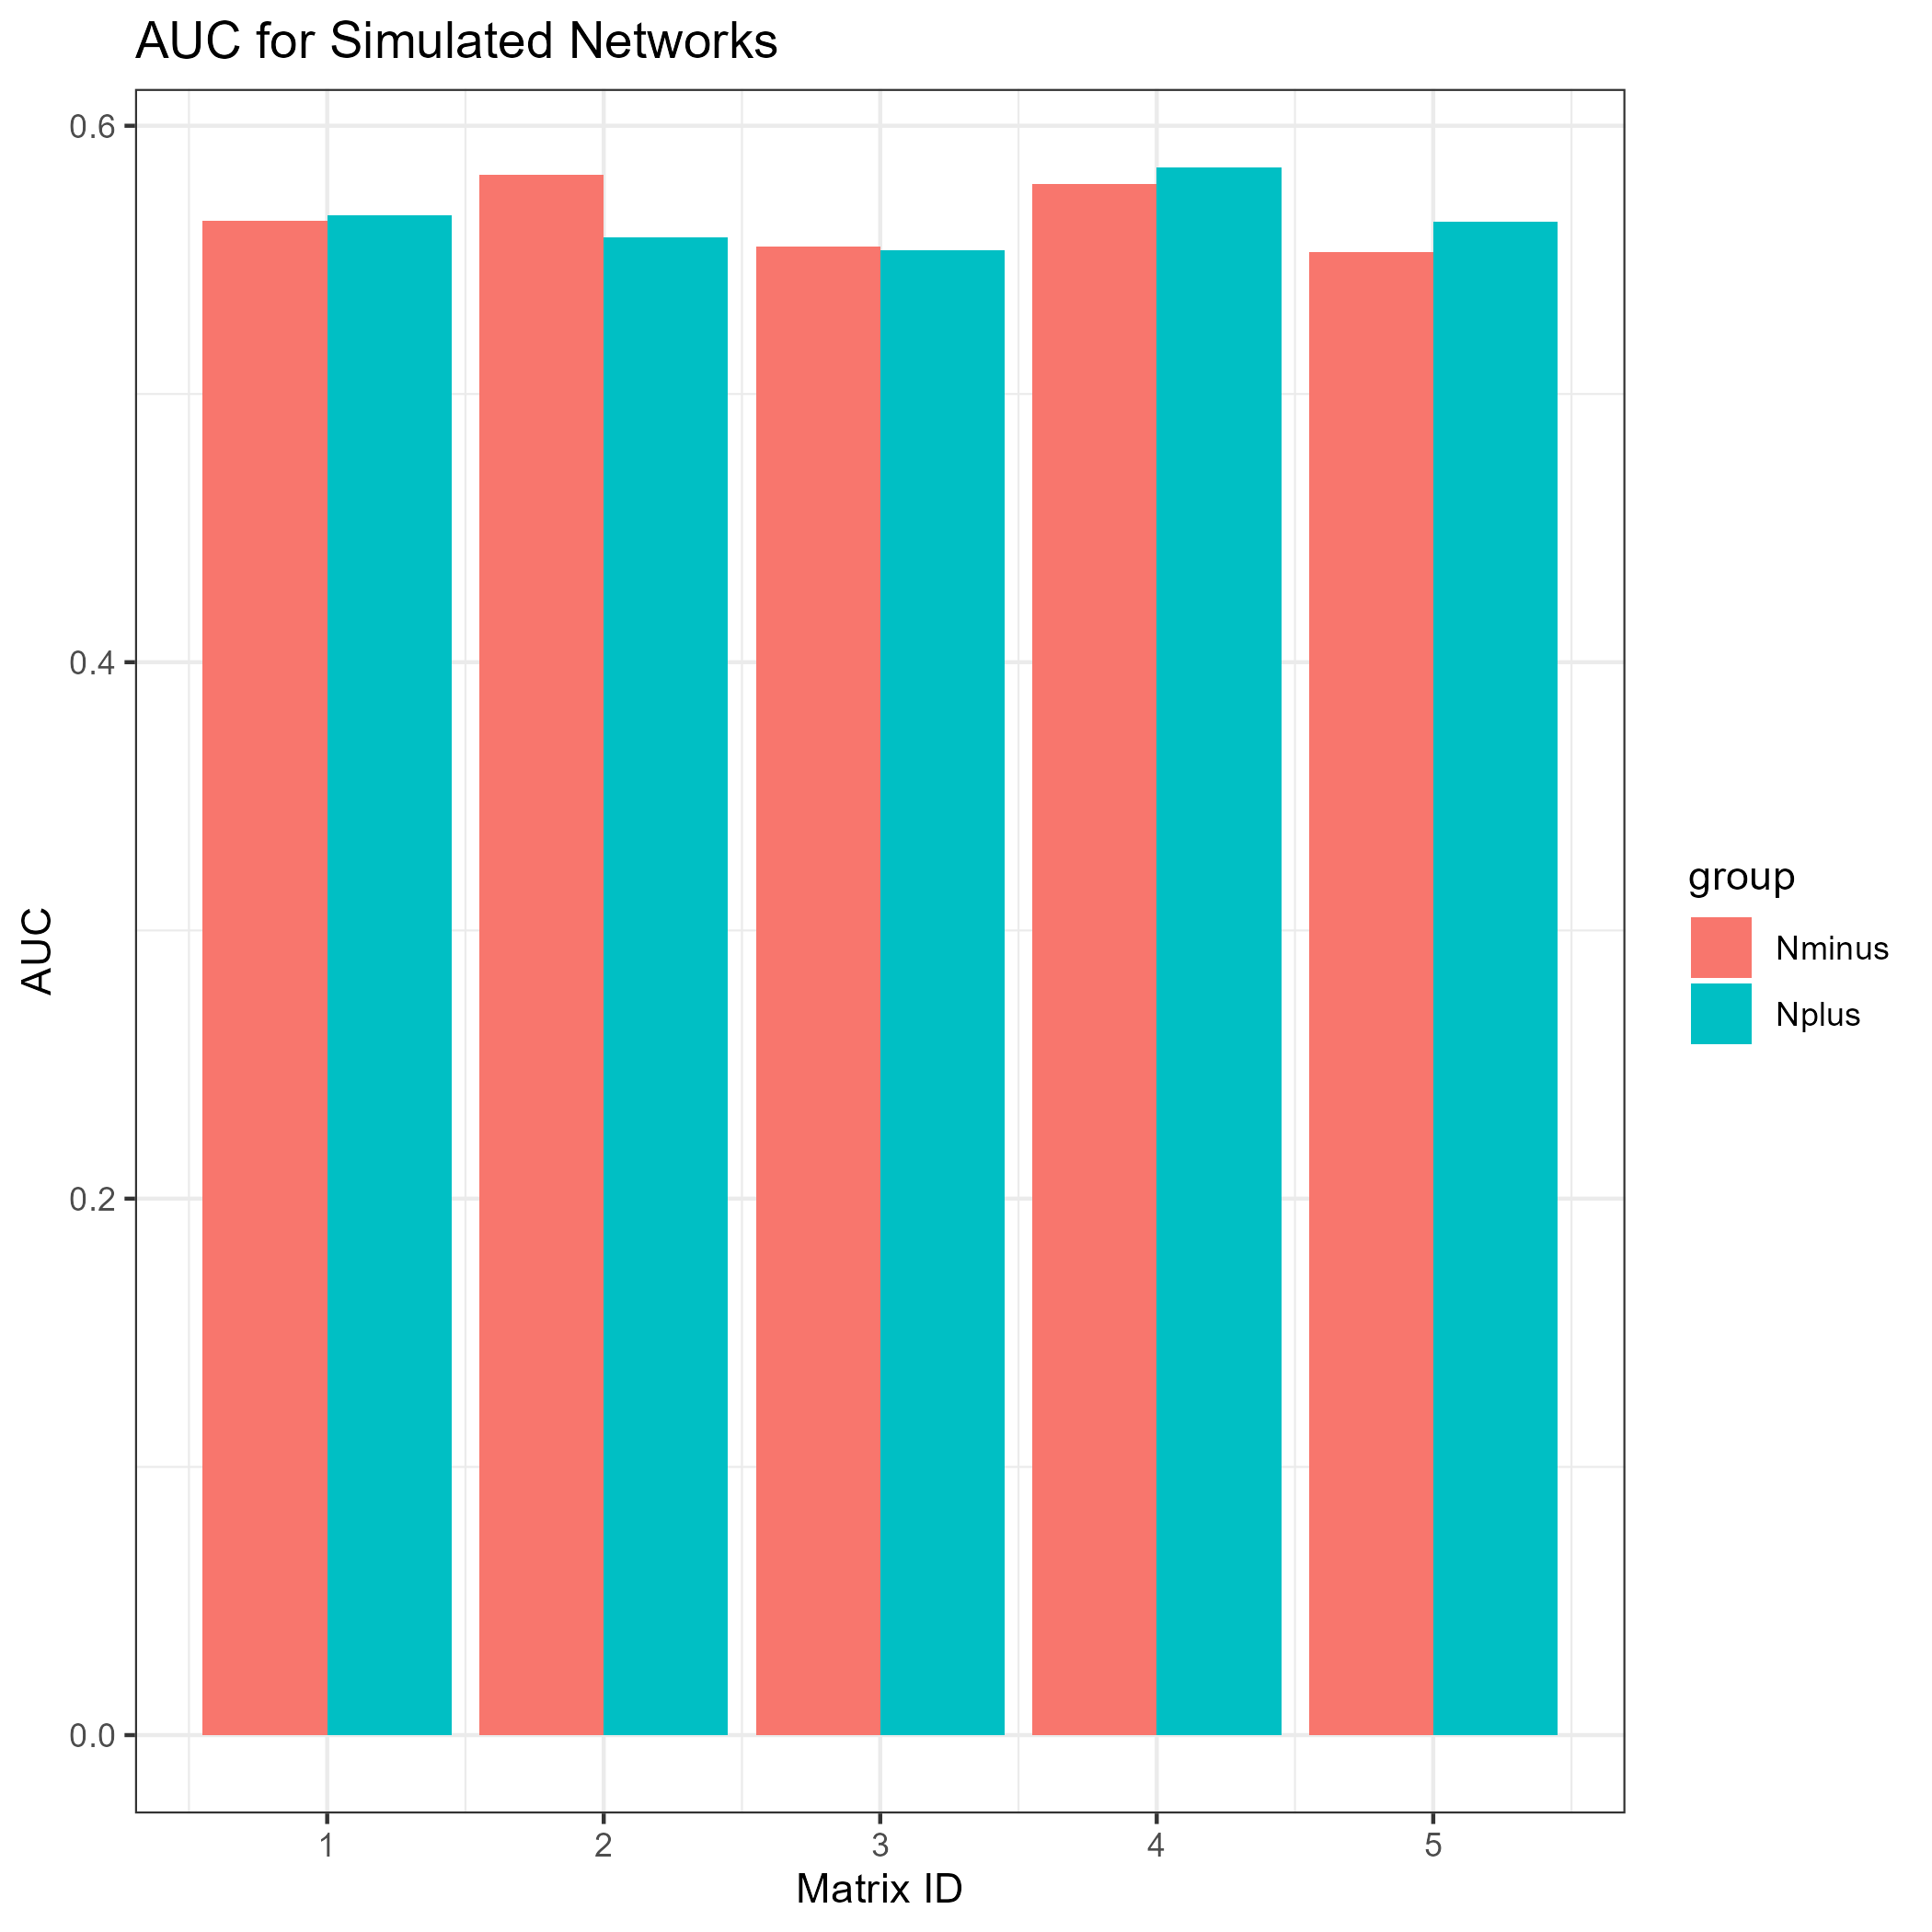 AUC for Simulated Networks
0.6
0.4
0.2
0.0
AUC
1 2 3 4 5
Matrix ID
group
Nminus
Nplus